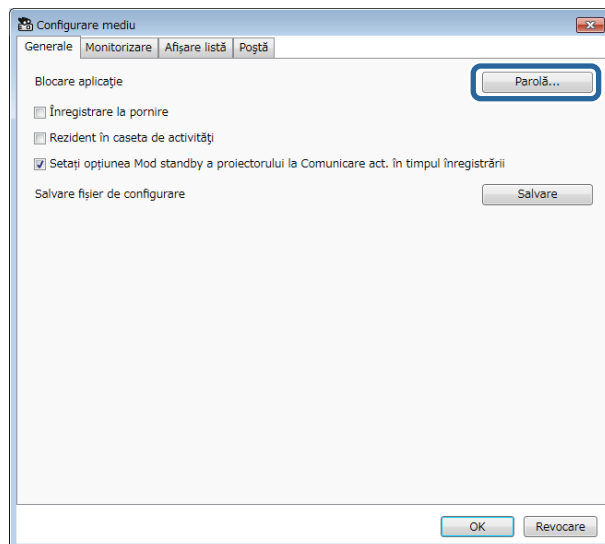 Configurare mediu
Generale Monitorizare Afișare listă Poștă
Blocare aplicație Parolă...
Înregistrare la pornire
Rezident în caseta de activități
Setați opțiunea Mod standby a proiectorului la Comunicare act. în timpul înregistrării
Salvare fișier de configurare Salvare
OK Revocare